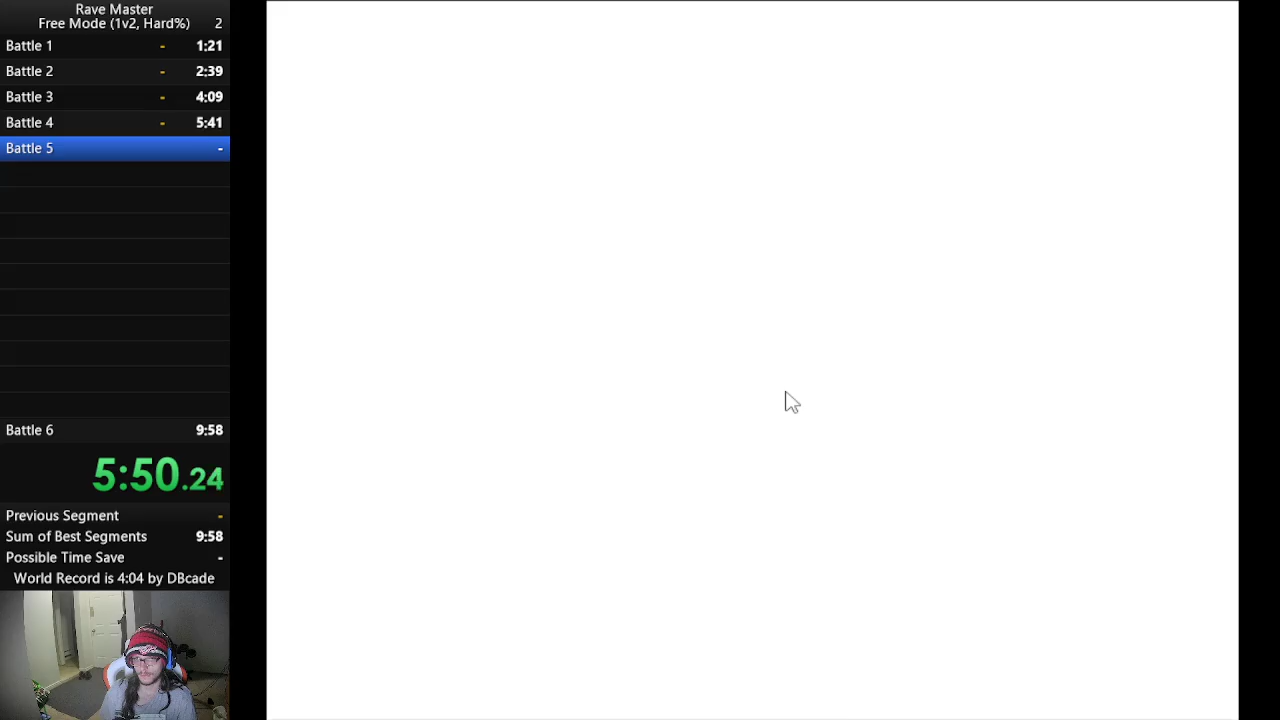 Rave Master
Free Mode (1v2, Hard%) 2
Battle 1 - 1:21
Battle 2 - 2:39
Battle 3 - 4:09
Battle 4 - 5:41
Battle 5 -
Battle 6 9:58
5:50.24
Previous Segment -
Sum of Best Segments 9:58
Possible Time Save -
World Record is 4:04 by DBcade